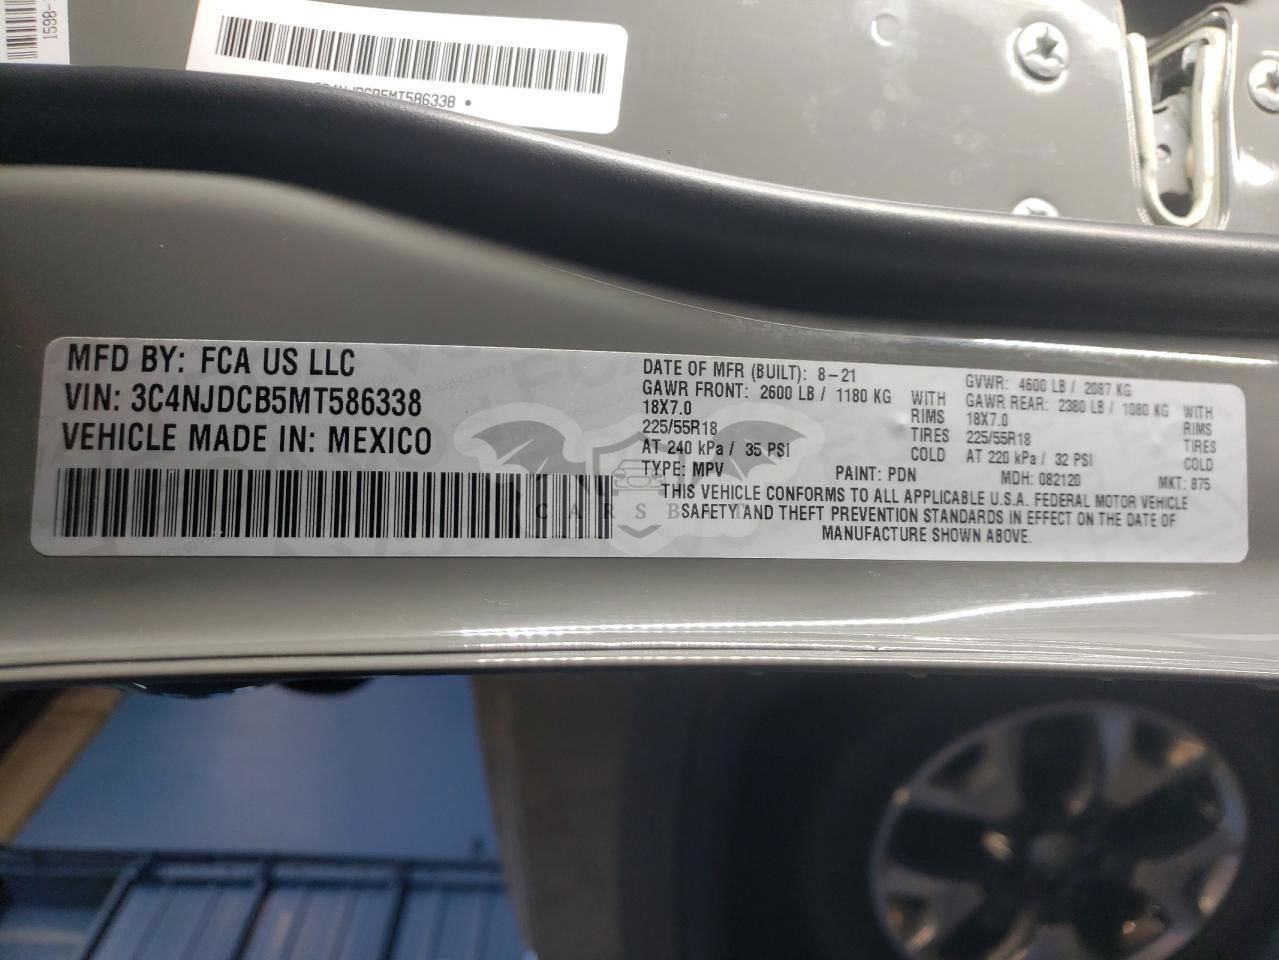 1598-
3C4NJDCB5MT586338 •
MFD BY: FCA US LLC
VIN: 3C4NJDCB5MT586338
VEHICLE MADE IN: MEXICO
DATE OF MFR (BUILT): 8-21
GAWR FRONT: 2600 LB / 1180 KG WITH
18X7.0 RIMS
225/55R18 TIRES
AT 240 kPa / 35 PSI COLD
TYPE: MPV PAINT: PDN
GVWR: 4600 LB / 2087 KG
GAWR REAR: 2380 LB / 1080 KG WITH
18X7.0 RIMS
225/55R18 TIRES
AT 220 kPa / 32 PSI COLD
MDH: 082120 MKT: 875
THIS VEHICLE CONFORMS TO ALL APPLICABLE U.S.A. FEDERAL MOTOR VEHICLE
SAFETY AND THEFT PREVENTION STANDARDS IN EFFECT ON THE DATE OF
MANUFACTURE SHOWN ABOVE.